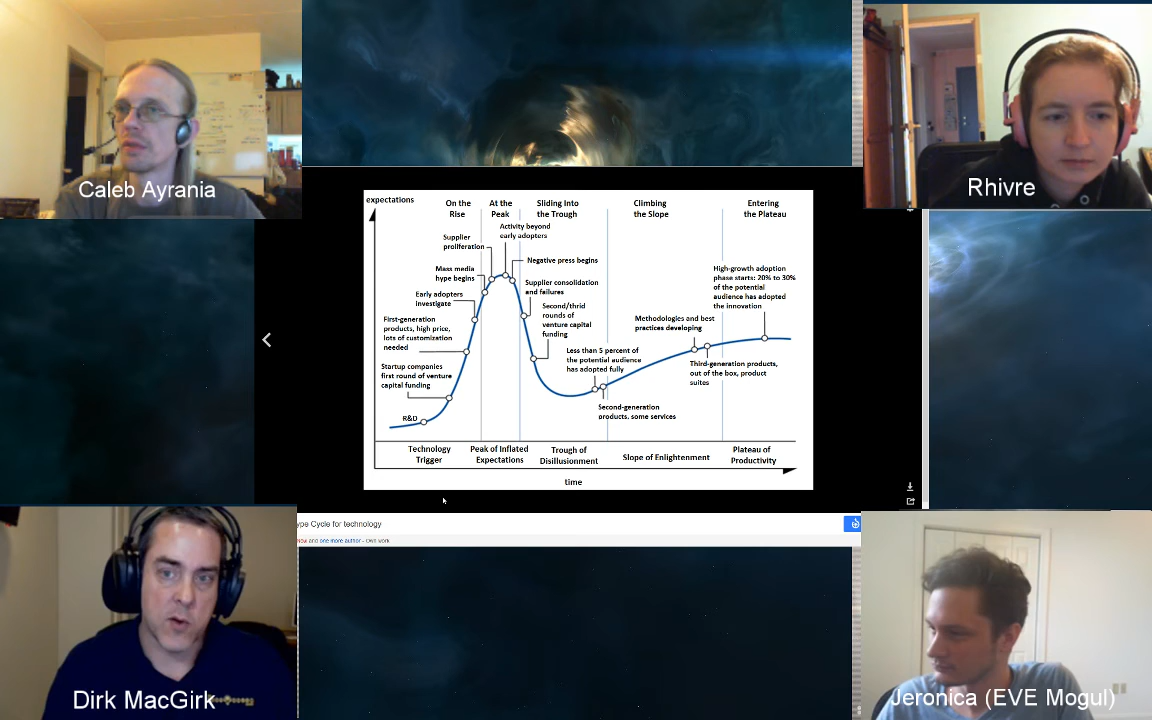 Caleb Ayrania
Rhivre
expectations
On the
Rise
At the
Peak
Sliding Into
the Trough
Climbing
the Slope
Entering
the Plateau
Activity beyond
early adopters
Supplier
proliferation
Negative press begins
Mass media
hype begins
Supplier consolidation
and failures
Early adopters
investigate
Second/thrid
rounds of
venture capital
funding
First-generation
products, high price,
lots of customization
needed
Less than 5 percent of
the potential audience
has adopted fully
Startup companies
first round of venture
capital funding
R&D
Second-generation
products, some services
Methodologies and best
practices developing
Third-generation products,
out of the box, product
suites
High-growth adoption
phase starts: 20% to 30%
of the potential
audience has adopted
the innovation
Technology
Trigger
Peak of Inflated
Expectations
Trough of
Disillusionment
Slope of Enlightenment
Plateau of
Productivity
time
ype Cycle for technology
and one more author - Own work
Dirk MacGirk
Jeronica (EVE Mogul)